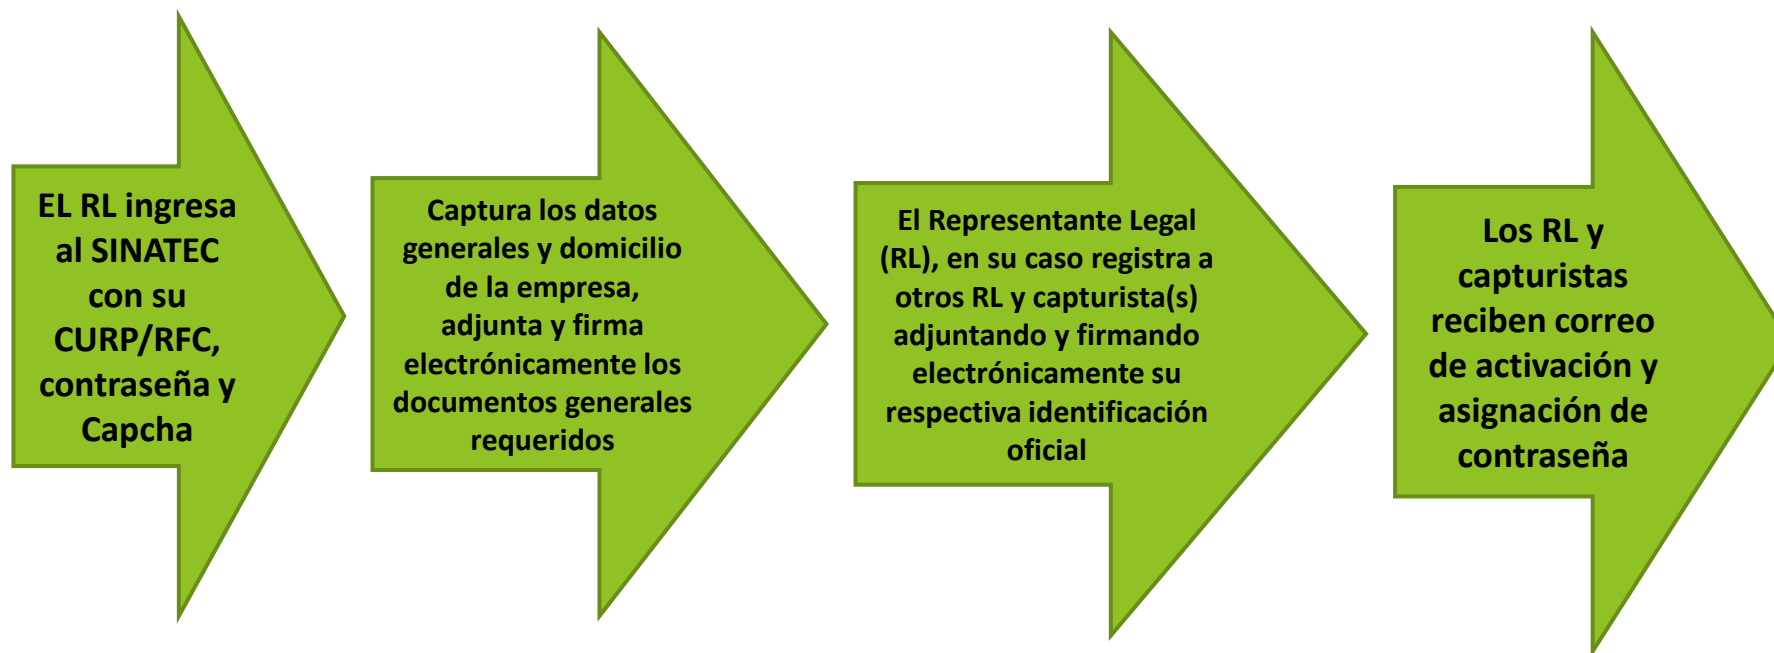 EL RL ingresa
al SINATEC
con su
CURP/RFC,
contraseña y
Capcha
Captura los datos
generales y domicilio
de la empresa,
adjunta y firma
electrónicamente los
documentos generales
requeridos
El Representante Legal
(RL), en su caso registra a
otros RL y capturista(s)
adjuntando y firmando
electrónicamente su
respectiva identificación
oficial
Los RL y
capturistas
reciben correo
de activación y
asignación de
contraseña